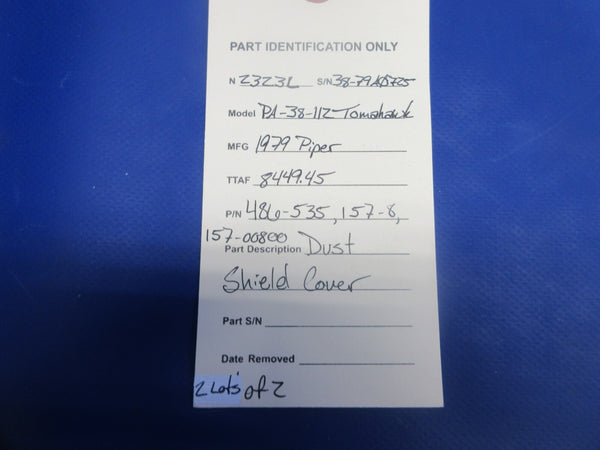 PART IDENTIFICATION ONLY
N 2323L S/N 38-79A0725
Model PA-38-112 Tomahawk
MFG 1979 Piper
TTAF 8449.45
P/N 486-535, 157-8,
157-00800
Part Description Dust
Shield Cover
Part S/N
Date Removed
2 Lots of 2